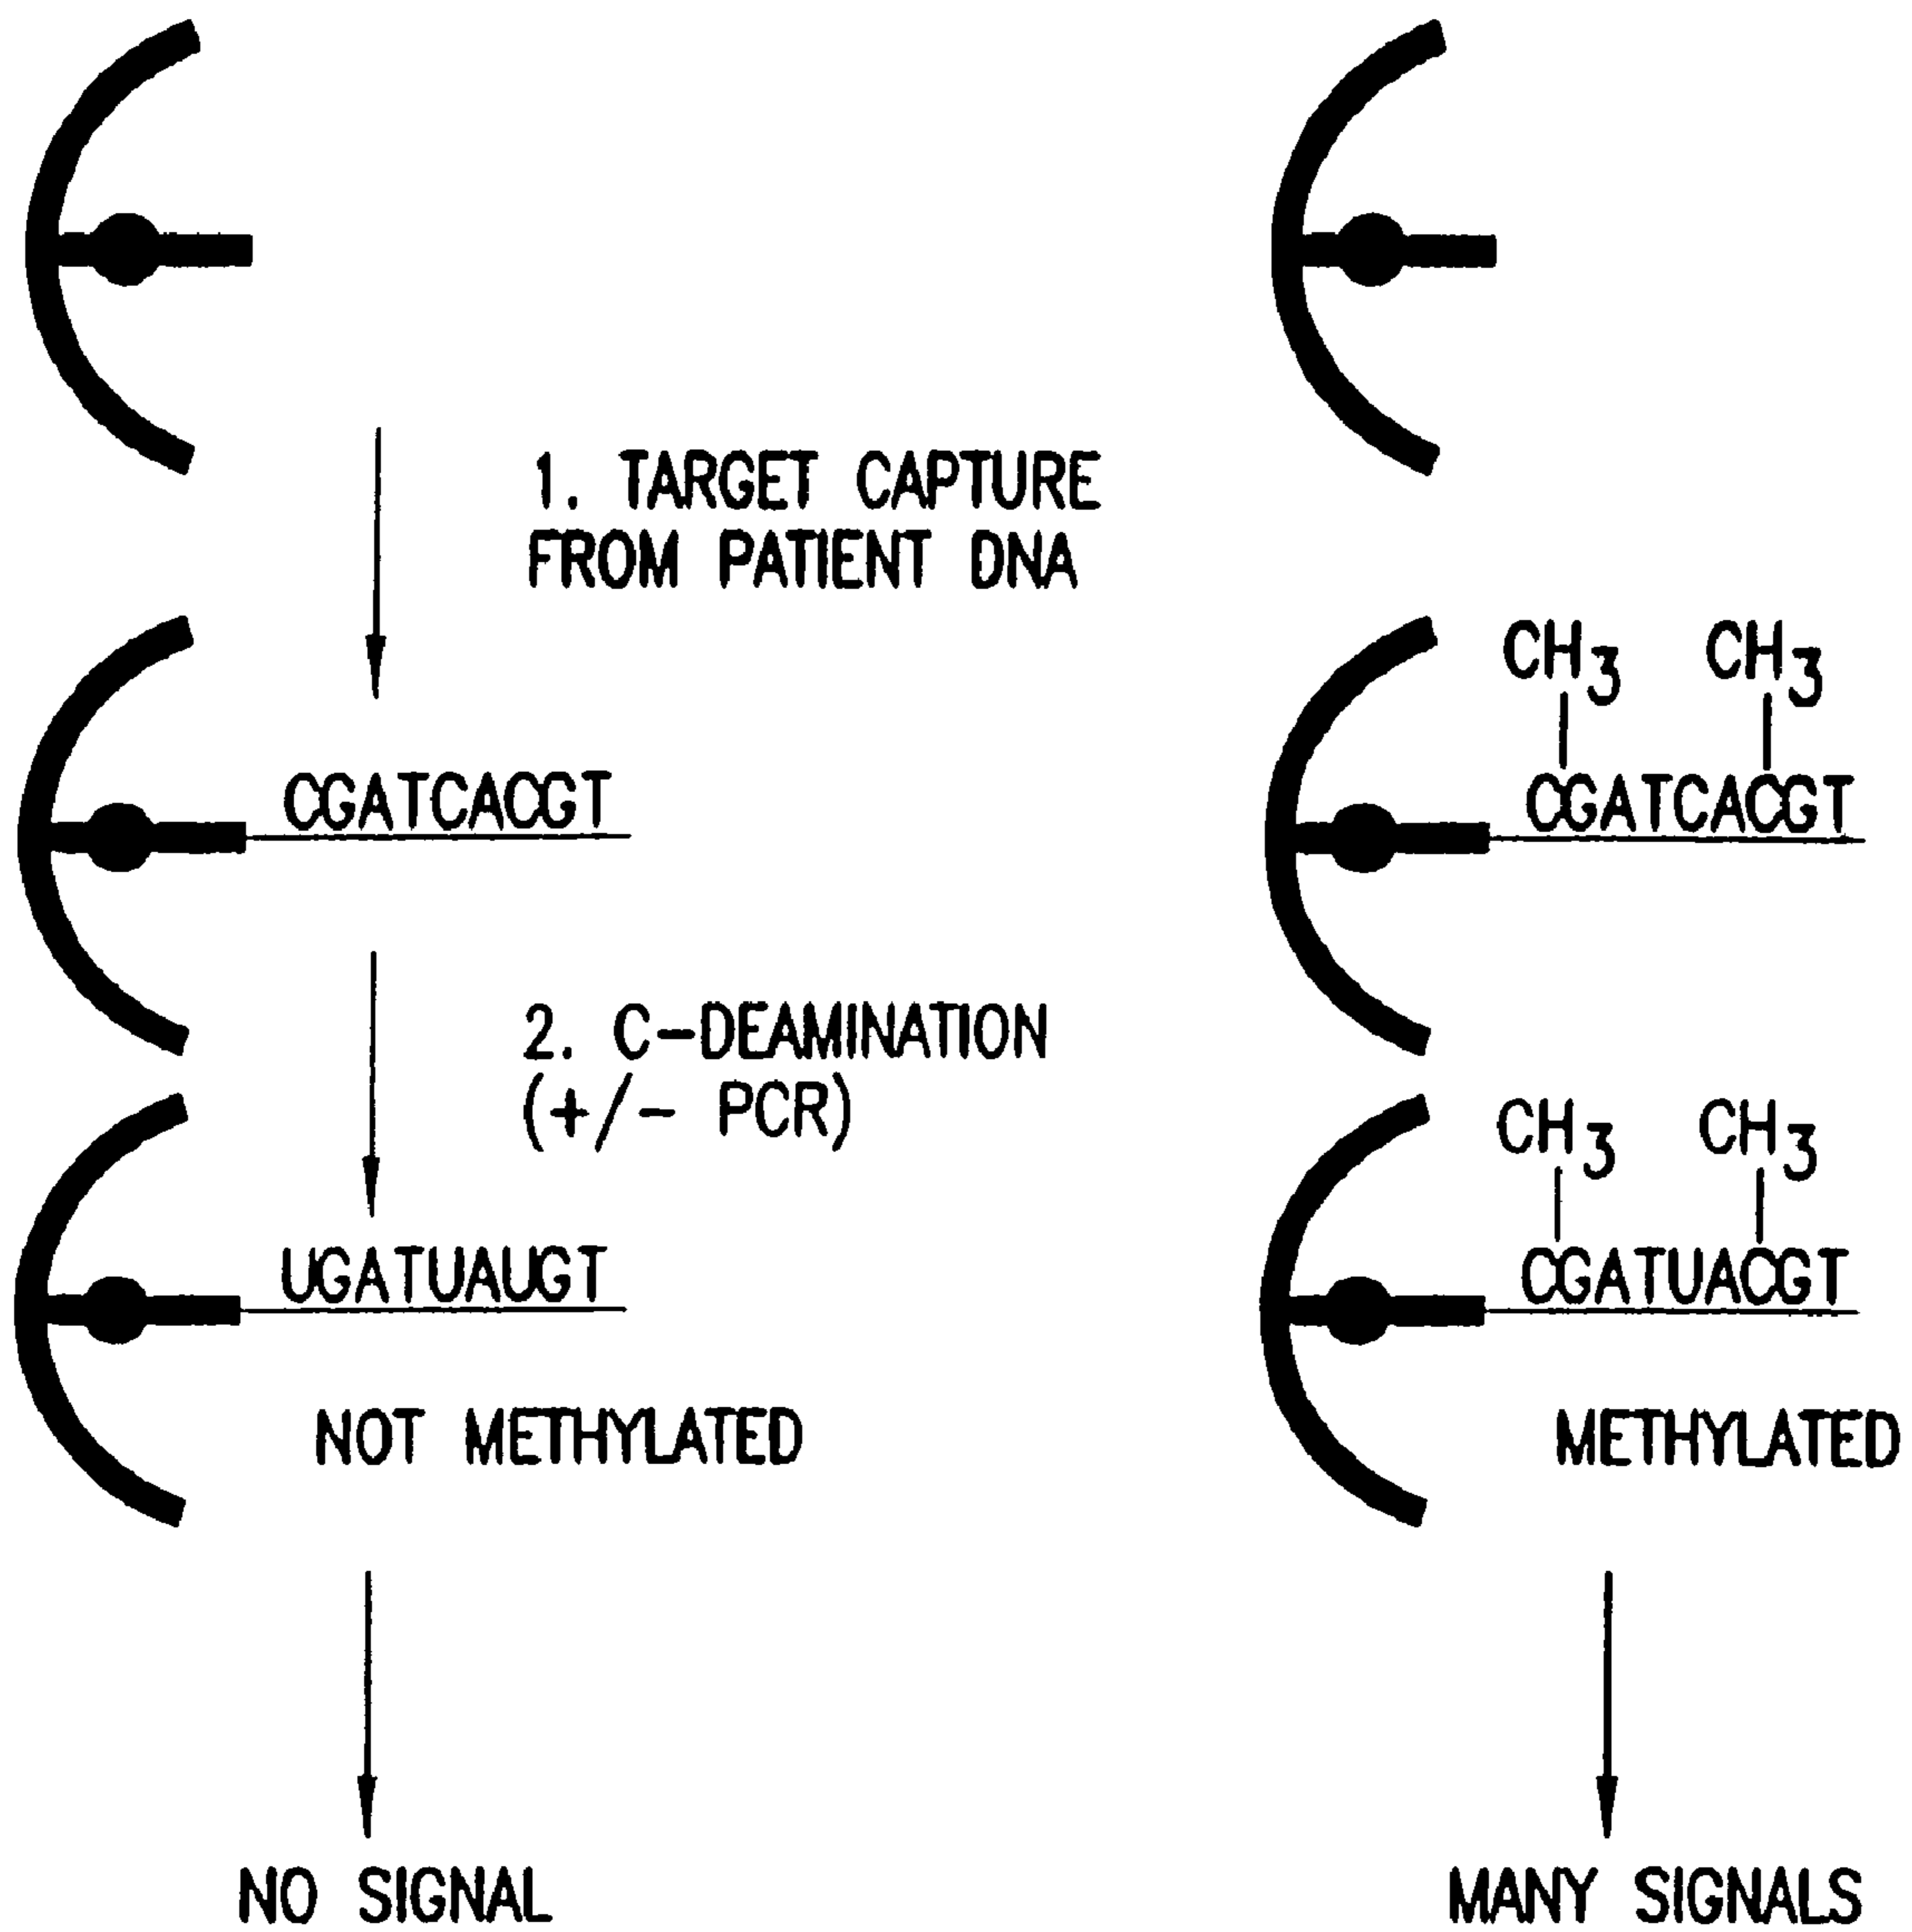 1. TARGET CAPTURE
FROM PATIENT DNA
CH3 CH3
CGATCACGT
CGATCACGT
2. C-DEAMINATION
(+/- PCR)
CH3 CH3
UGATUAUGT
CGATUACGT
NOT METHYLATED
METHYLATED
NO SIGNAL
MANY SIGNALS